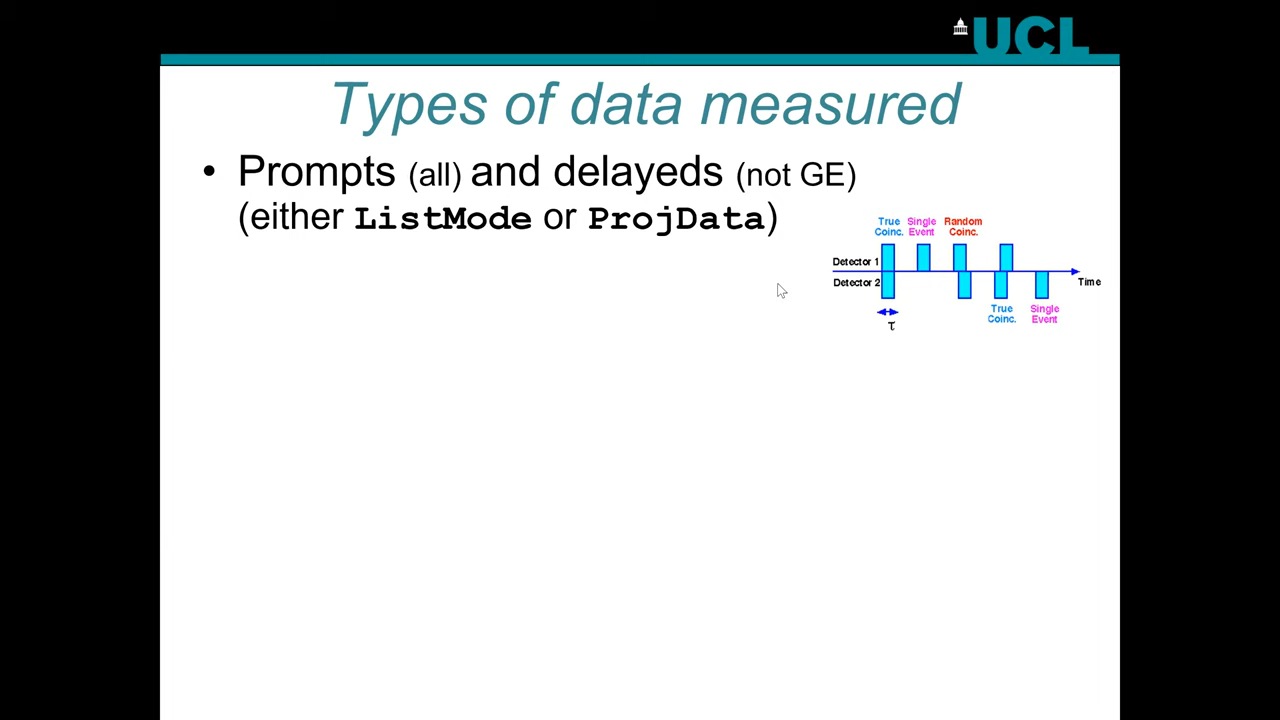 UCL
Types of data measured
• Prompts (all) and delayeds (not GE)
(either ListMode or ProjData)
True Single Random
Coinc. Event Coinc.
Detector 1
Detector 2
Time
True Single
Coinc. Event
τ